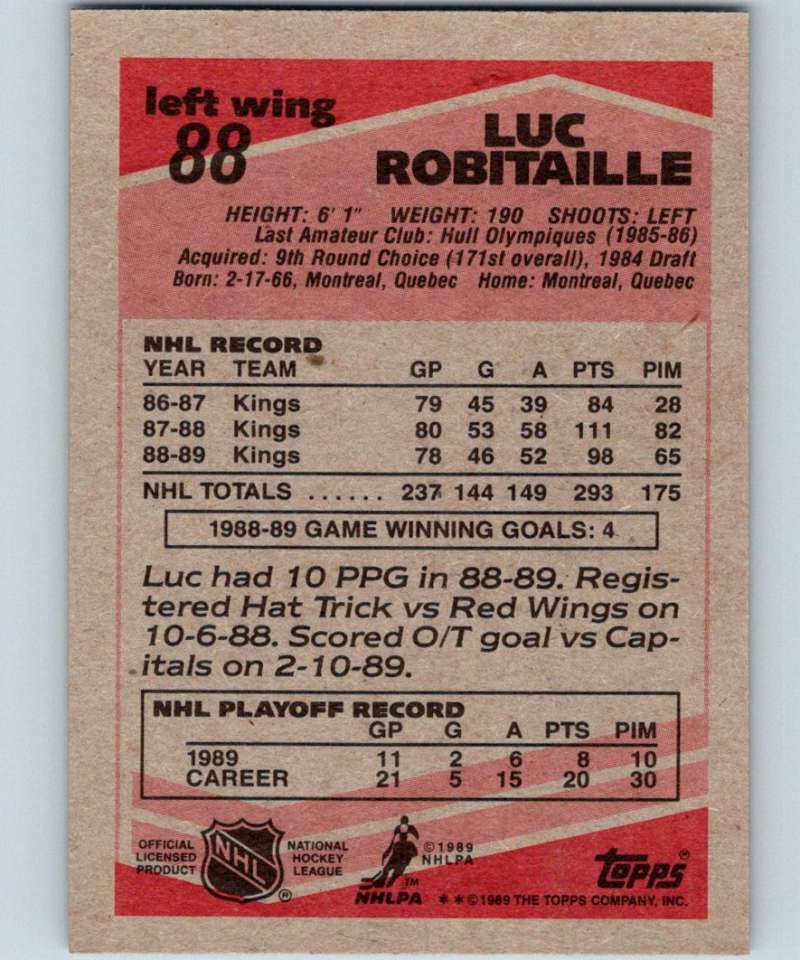 left wing
88
LUC
ROBITAILLE
HEIGHT: 6' 1" WEIGHT: 190 SHOOTS: LEFT
Last Amateur Club: Hull Olympiques (1985-86)
Acquired: 9th Round Choice (171st overall), 1984 Draft
Born: 2-17-66, Montreal, Quebec Home: Montreal, Quebec
NHL RECORD
YEAR TEAM GP G A PTS PIM
86-87 Kings 79 45 39 84 28
87-88 Kings 80 53 58 111 82
88-89 Kings 78 46 52 98 65
NHL TOTALS ...... 237 144 149 293 175
1988-89 GAME WINNING GOALS: 4
Luc had 10 PPG in 88-89. Regis-
tered Hat Trick vs Red Wings on
10-6-88. Scored O/T goal vs Cap-
itals on 2-10-89.
NHL PLAYOFF RECORD
GP G A PTS PIM
1989 11 2 6 8 10
CAREER 21 5 15 20 30
OFFICIAL
LICENSED
PRODUCT
NHL
®
NATIONAL
HOCKEY
LEAGUE
©1989
NHLPA
TM
NHLPA
topps®
**©1989 THE TOPPS COMPANY, INC.